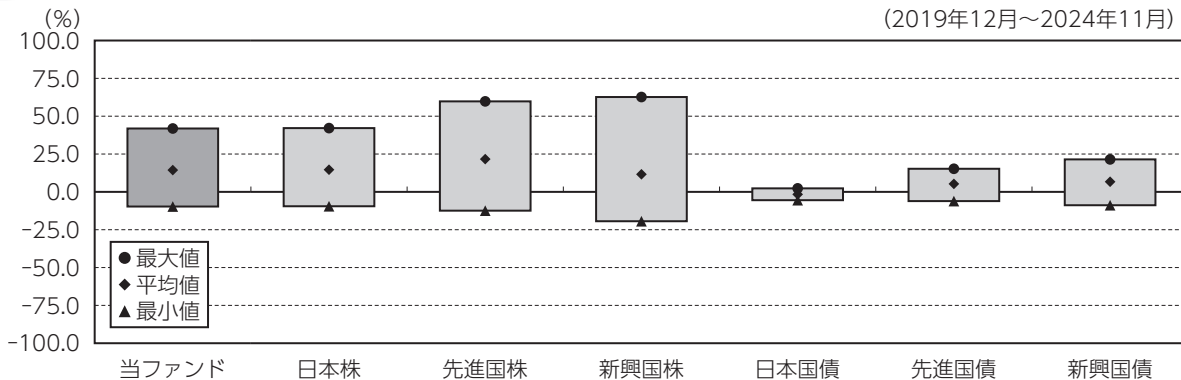 (%)
(2019年12月～2024年11月)
100.0
75.0
50.0
25.0
0.0
-25.0
-50.0
-75.0
-100.0
●最大値
◆平均値
▲最小値
当ファンド 日本株 先進国株 新興国株 日本国債 先進国債 新興国債